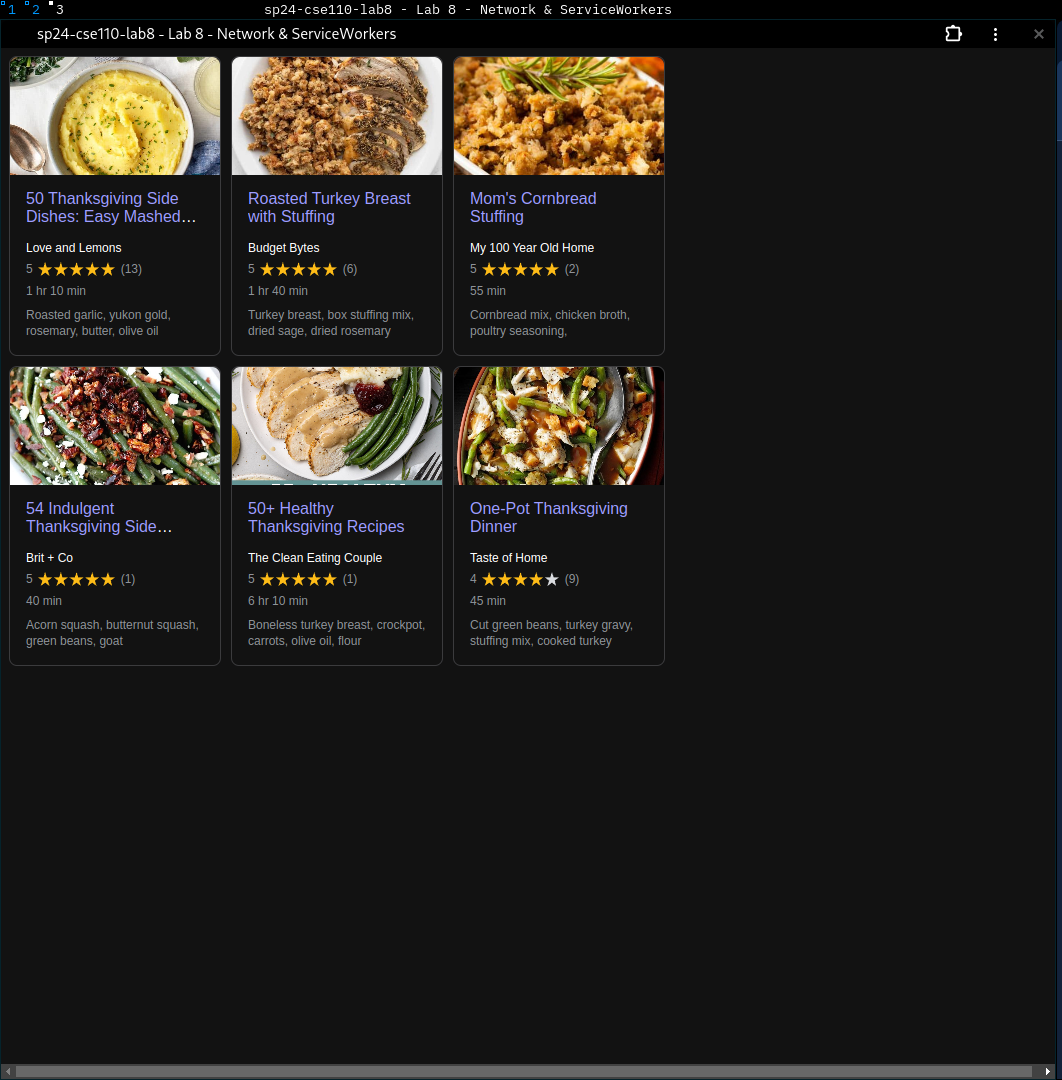 1 2 3 sp24-cse110-lab8 - Lab 8 - Network & ServiceWorkers
sp24-cse110-lab8 - Lab 8 - Network & ServiceWorkers
50 Thanksgiving Side
Dishes: Easy Mashed…
Love and Lemons
5 ★★★★★ (13)
1 hr 10 min
Roasted garlic, yukon gold,
rosemary, butter, olive oil
Roasted Turkey Breast
with Stuffing
Budget Bytes
5 ★★★★★ (6)
1 hr 40 min
Turkey breast, box stuffing mix,
dried sage, dried rosemary
Mom's Cornbread
Stuffing
My 100 Year Old Home
5 ★★★★★ (2)
55 min
Cornbread mix, chicken broth,
poultry seasoning,
54 Indulgent
Thanksgiving Side…
Brit + Co
5 ★★★★★ (1)
40 min
Acorn squash, butternut squash,
green beans, goat
50+ Healthy
Thanksgiving Recipes
The Clean Eating Couple
5 ★★★★★ (1)
6 hr 10 min
Boneless turkey breast, crockpot,
carrots, olive oil, flour
One-Pot Thanksgiving
Dinner
Taste of Home
4 ★★★★★ (9)
45 min
Cut green beans, turkey gravy,
stuffing mix, cooked turkey